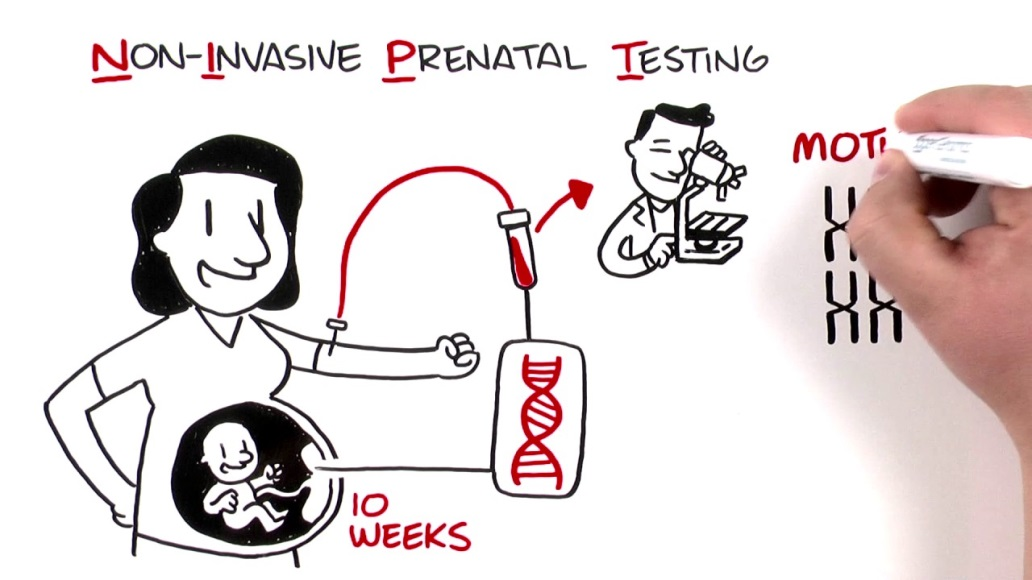 NON-INVASIVE PRENATAL TESTING
10
WEEKS